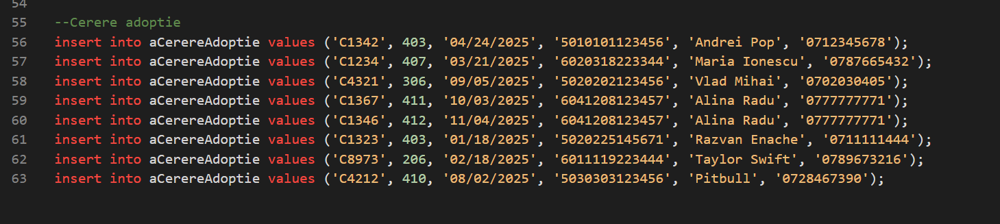 54
55 --Cerere adoptie
56 insert into aCerereAdoptie values ('C1342', 403, '04/24/2025', '5010101123456', 'Andrei Pop', '0712345678');
57 insert into aCerereAdoptie values ('C1234', 407, '03/21/2025', '6020318223344', 'Maria Ionescu', '0787665432');
58 insert into aCerereAdoptie values ('C4321', 306, '09/05/2025', '5020202123456', 'Vlad Mihai', '0702030405');
59 insert into aCerereAdoptie values ('C1367', 411, '10/03/2025', '6041208123457', 'Alina Radu', '0777777771');
60 insert into aCerereAdoptie values ('C1346', 412, '11/04/2025', '6041208123457', 'Alina Radu', '0777777771');
61 insert into aCerereAdoptie values ('C1323', 403, '01/18/2025', '5020225145671', 'Razvan Enache', '0711111444');
62 insert into aCerereAdoptie values ('C8973', 206, '02/18/2025', '6011119223444', 'Taylor Swift', '0789673216');
63 insert into aCerereAdoptie values ('C4212', 410, '08/02/2025', '5030303123456', 'Pitbull', '0728467390');